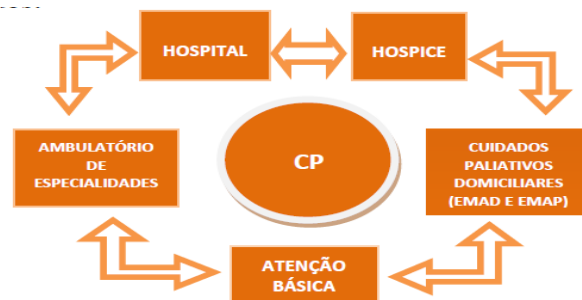 HOSPITAL
HOSPICE
AMBULATÓRIO
DE
ESPECIALIDADES
CP
CUIDADOS
PALIATIVOS
DOMICILIARES
(EMAD E EMAP)
ATENÇÃO
BÁSICA